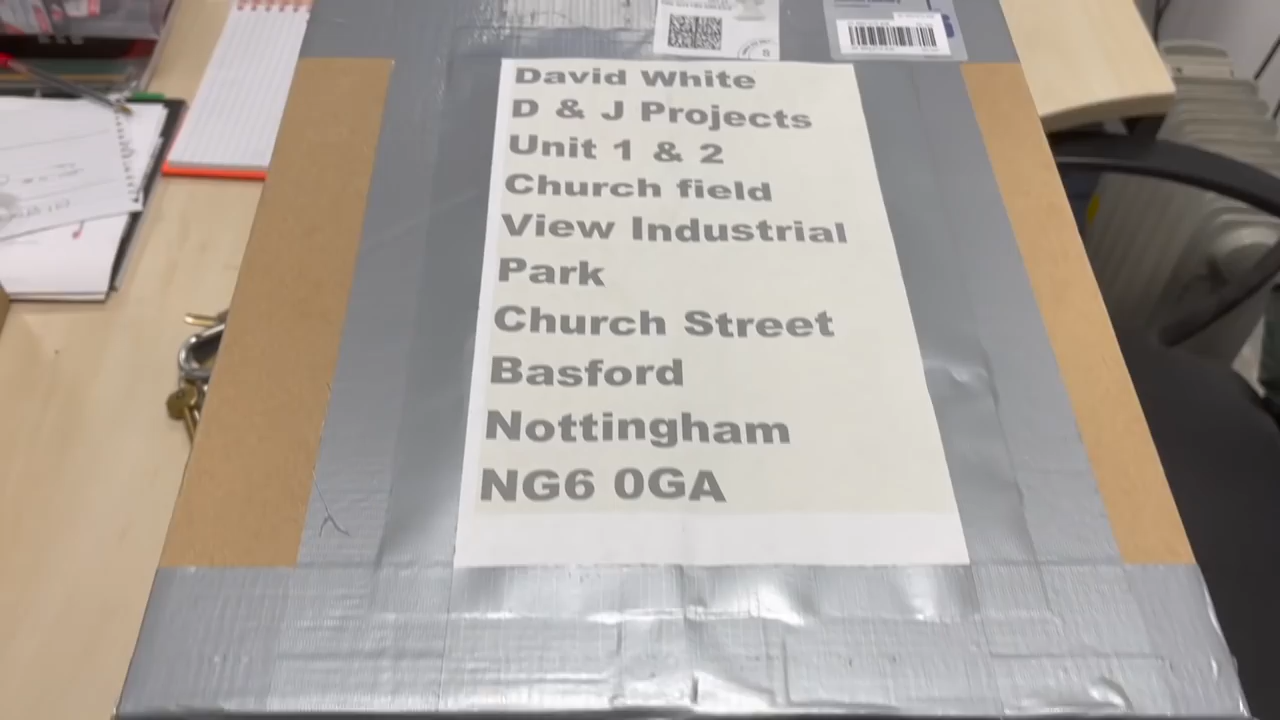 David White
D & J Projects
Unit 1 & 2
Church field
View Industrial
Park
Church Street
Basford
Nottingham
NG6 0GA